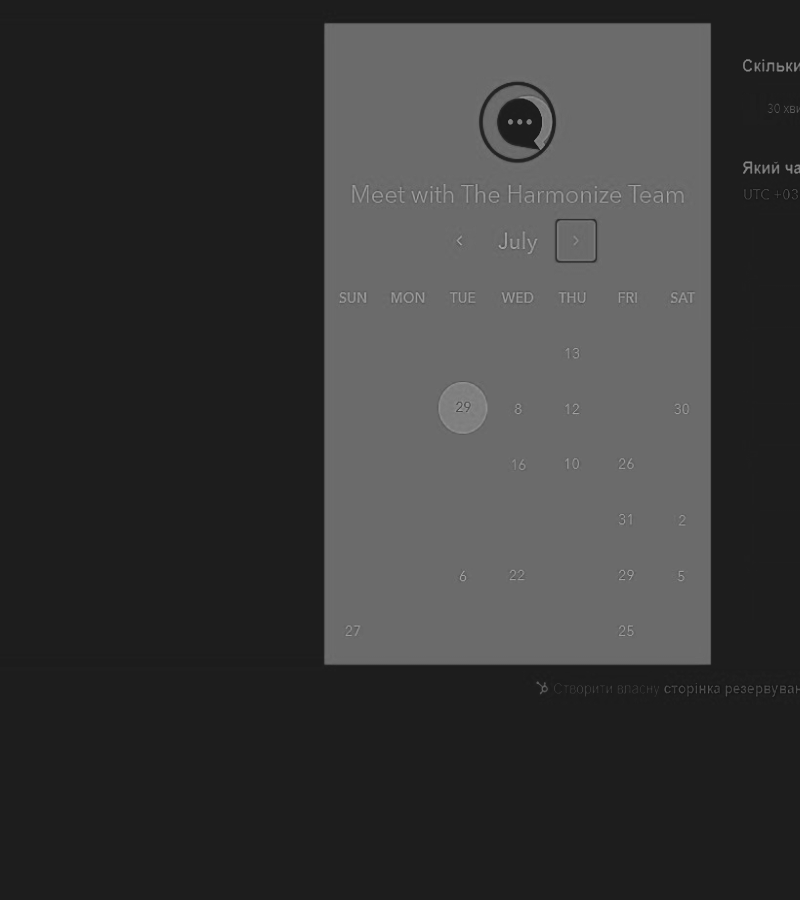 Скільки
30 хви
Який ча
UTC +03
Meet with The Harmonize Team
July
SUN MON TUE WED THU FRI SAT
13
29 8 12 30
16 10 26
31 2
6 22 29 5
27 25
Створити власну сторінка резервуван